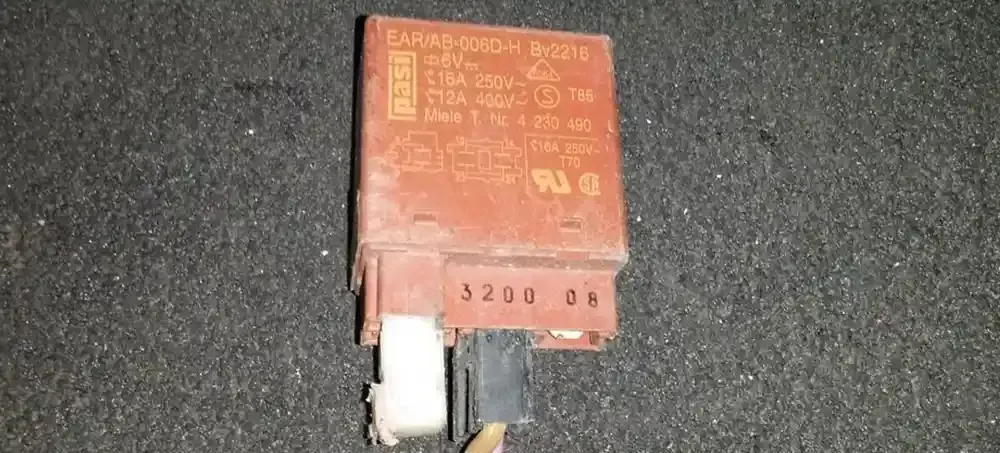 EAR/AB-006D-H Bv2216
pasi
6V
16A 250V~
12A 400V~ S T85
Miele T. Nr. 4 230 490
16A 250V~
T70
3200 08